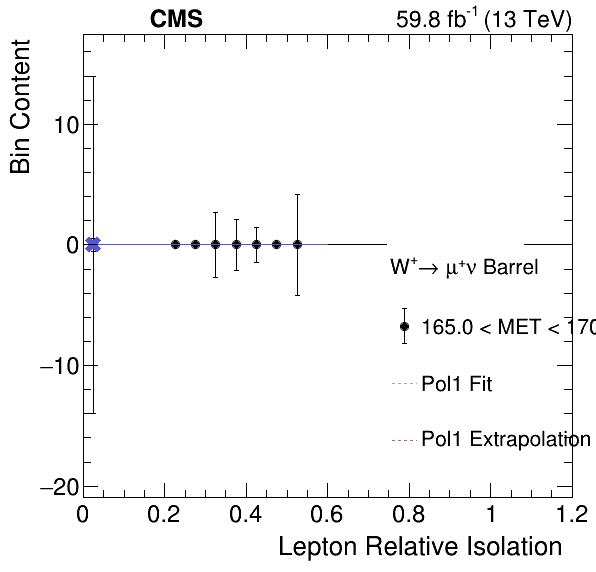 CMS 59.8 fb⁻¹ (13 TeV)
Bin Content
10
0
−10
−20
W⁺→ μ⁺ν Barrel
165.0 < MET < 170
Pol1 Fit
Pol1 Extrapolation
0 0.2 0.4 0.6 0.8 1 1.2
Lepton Relative Isolation